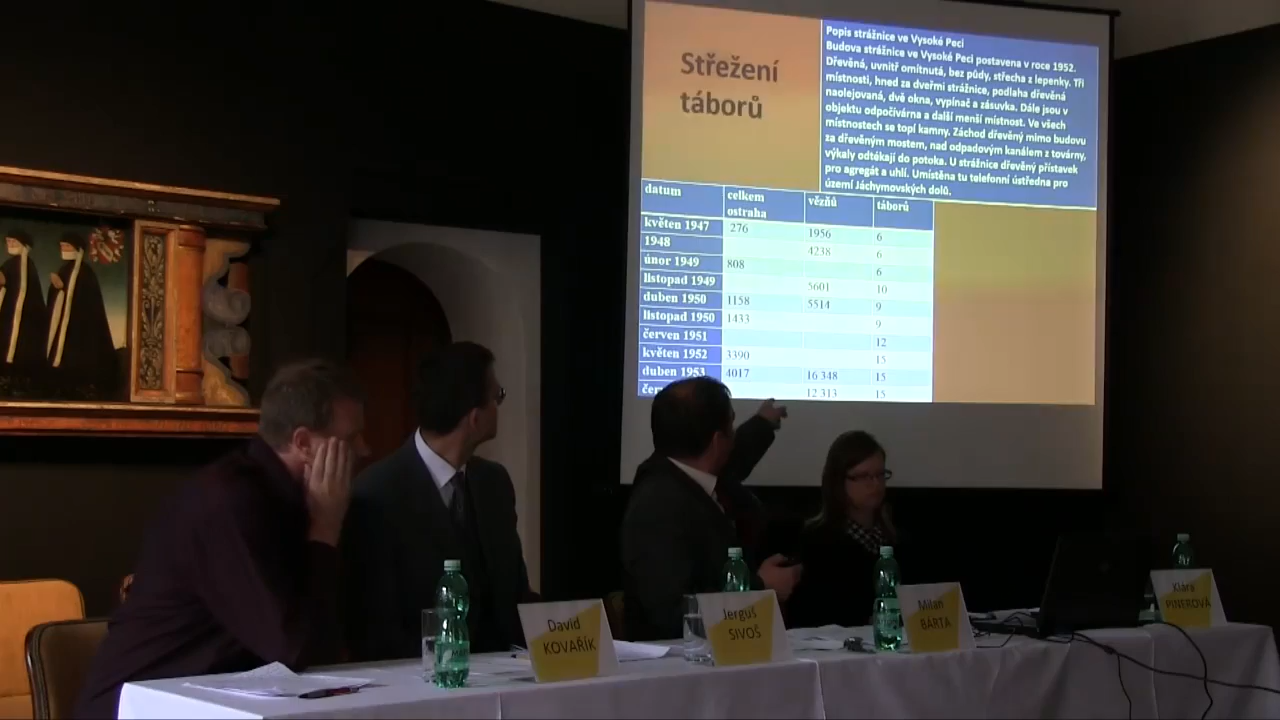 Střežení
táborů
Popis strážnice ve Vysoké Peci
Budova strážnice ve Vysoké Peci postavena v roce 1952.
Dřevěná, uvnitř omítnutá, bez půdy, střecha z lepenky. Tři
místnosti, hned za dveřmi strážnice, podlaha dřevěná
naolejovaná, dvě okna, vypínač a zásuvka. Dále jsou v
objektu odpočívárna a další menší místnost. Ve všech
místnostech se topí kamny. Záchod dřevěný mimo budovu
za dřevěným mostem, nad odpadovým kanálem z továrny,
výkaly odtékají do potoka. U strážnice dřevěný přístavek
pro agregát a uhlí. Umístěna tu telefonní ústředna pro
území Jáchymovských dolů.
datum celkem ostraha vězňů táborů
květen 1947 276 1956 6
1948 4238 6
únor 1949 808 6
listopad 1949 5601 10
duben 1950 1158 5514 9
listopad 1950 1433 9
červen 1951 12
květen 1952 3390 15
duben 1953 4017 16 348 15
12 313 15
David
KOVAŘÍK
Jerguš
SIVOŠ
Milan
BÁRTA
Klára
PINEROVÁ